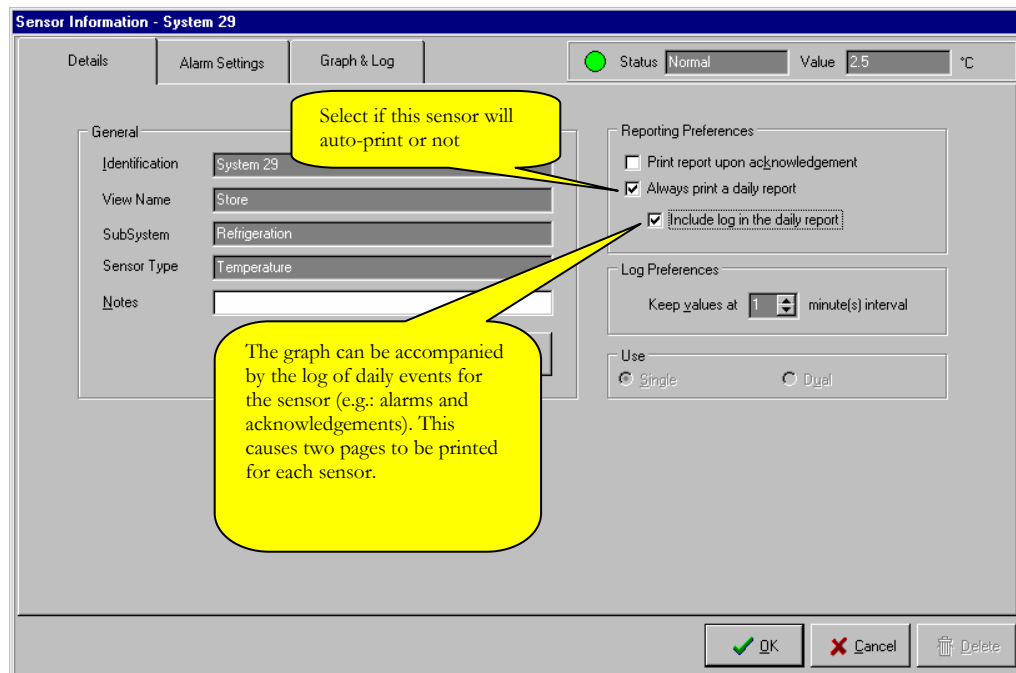 Sensor Information - System 29
Details
Alarm Settings
Graph & Log
Status Normal Value 2.5 °C
Select if this sensor will
auto-print or not
General
Identification System 29
View Name Store
SubSystem Refrigeration
Sensor Type Temperature
Notes
The graph can be accompanied
by the log of daily events for
the sensor (e.g.: alarms and
acknowledgements). This
causes two pages to be printed
for each sensor.
Reporting Preferences
Print report upon acknowledgement
Always print a daily report
Include log in the daily report
Log Preferences
Keep values at 1 minute(s) interval
Use
Single Dual
OK Cancel Delete